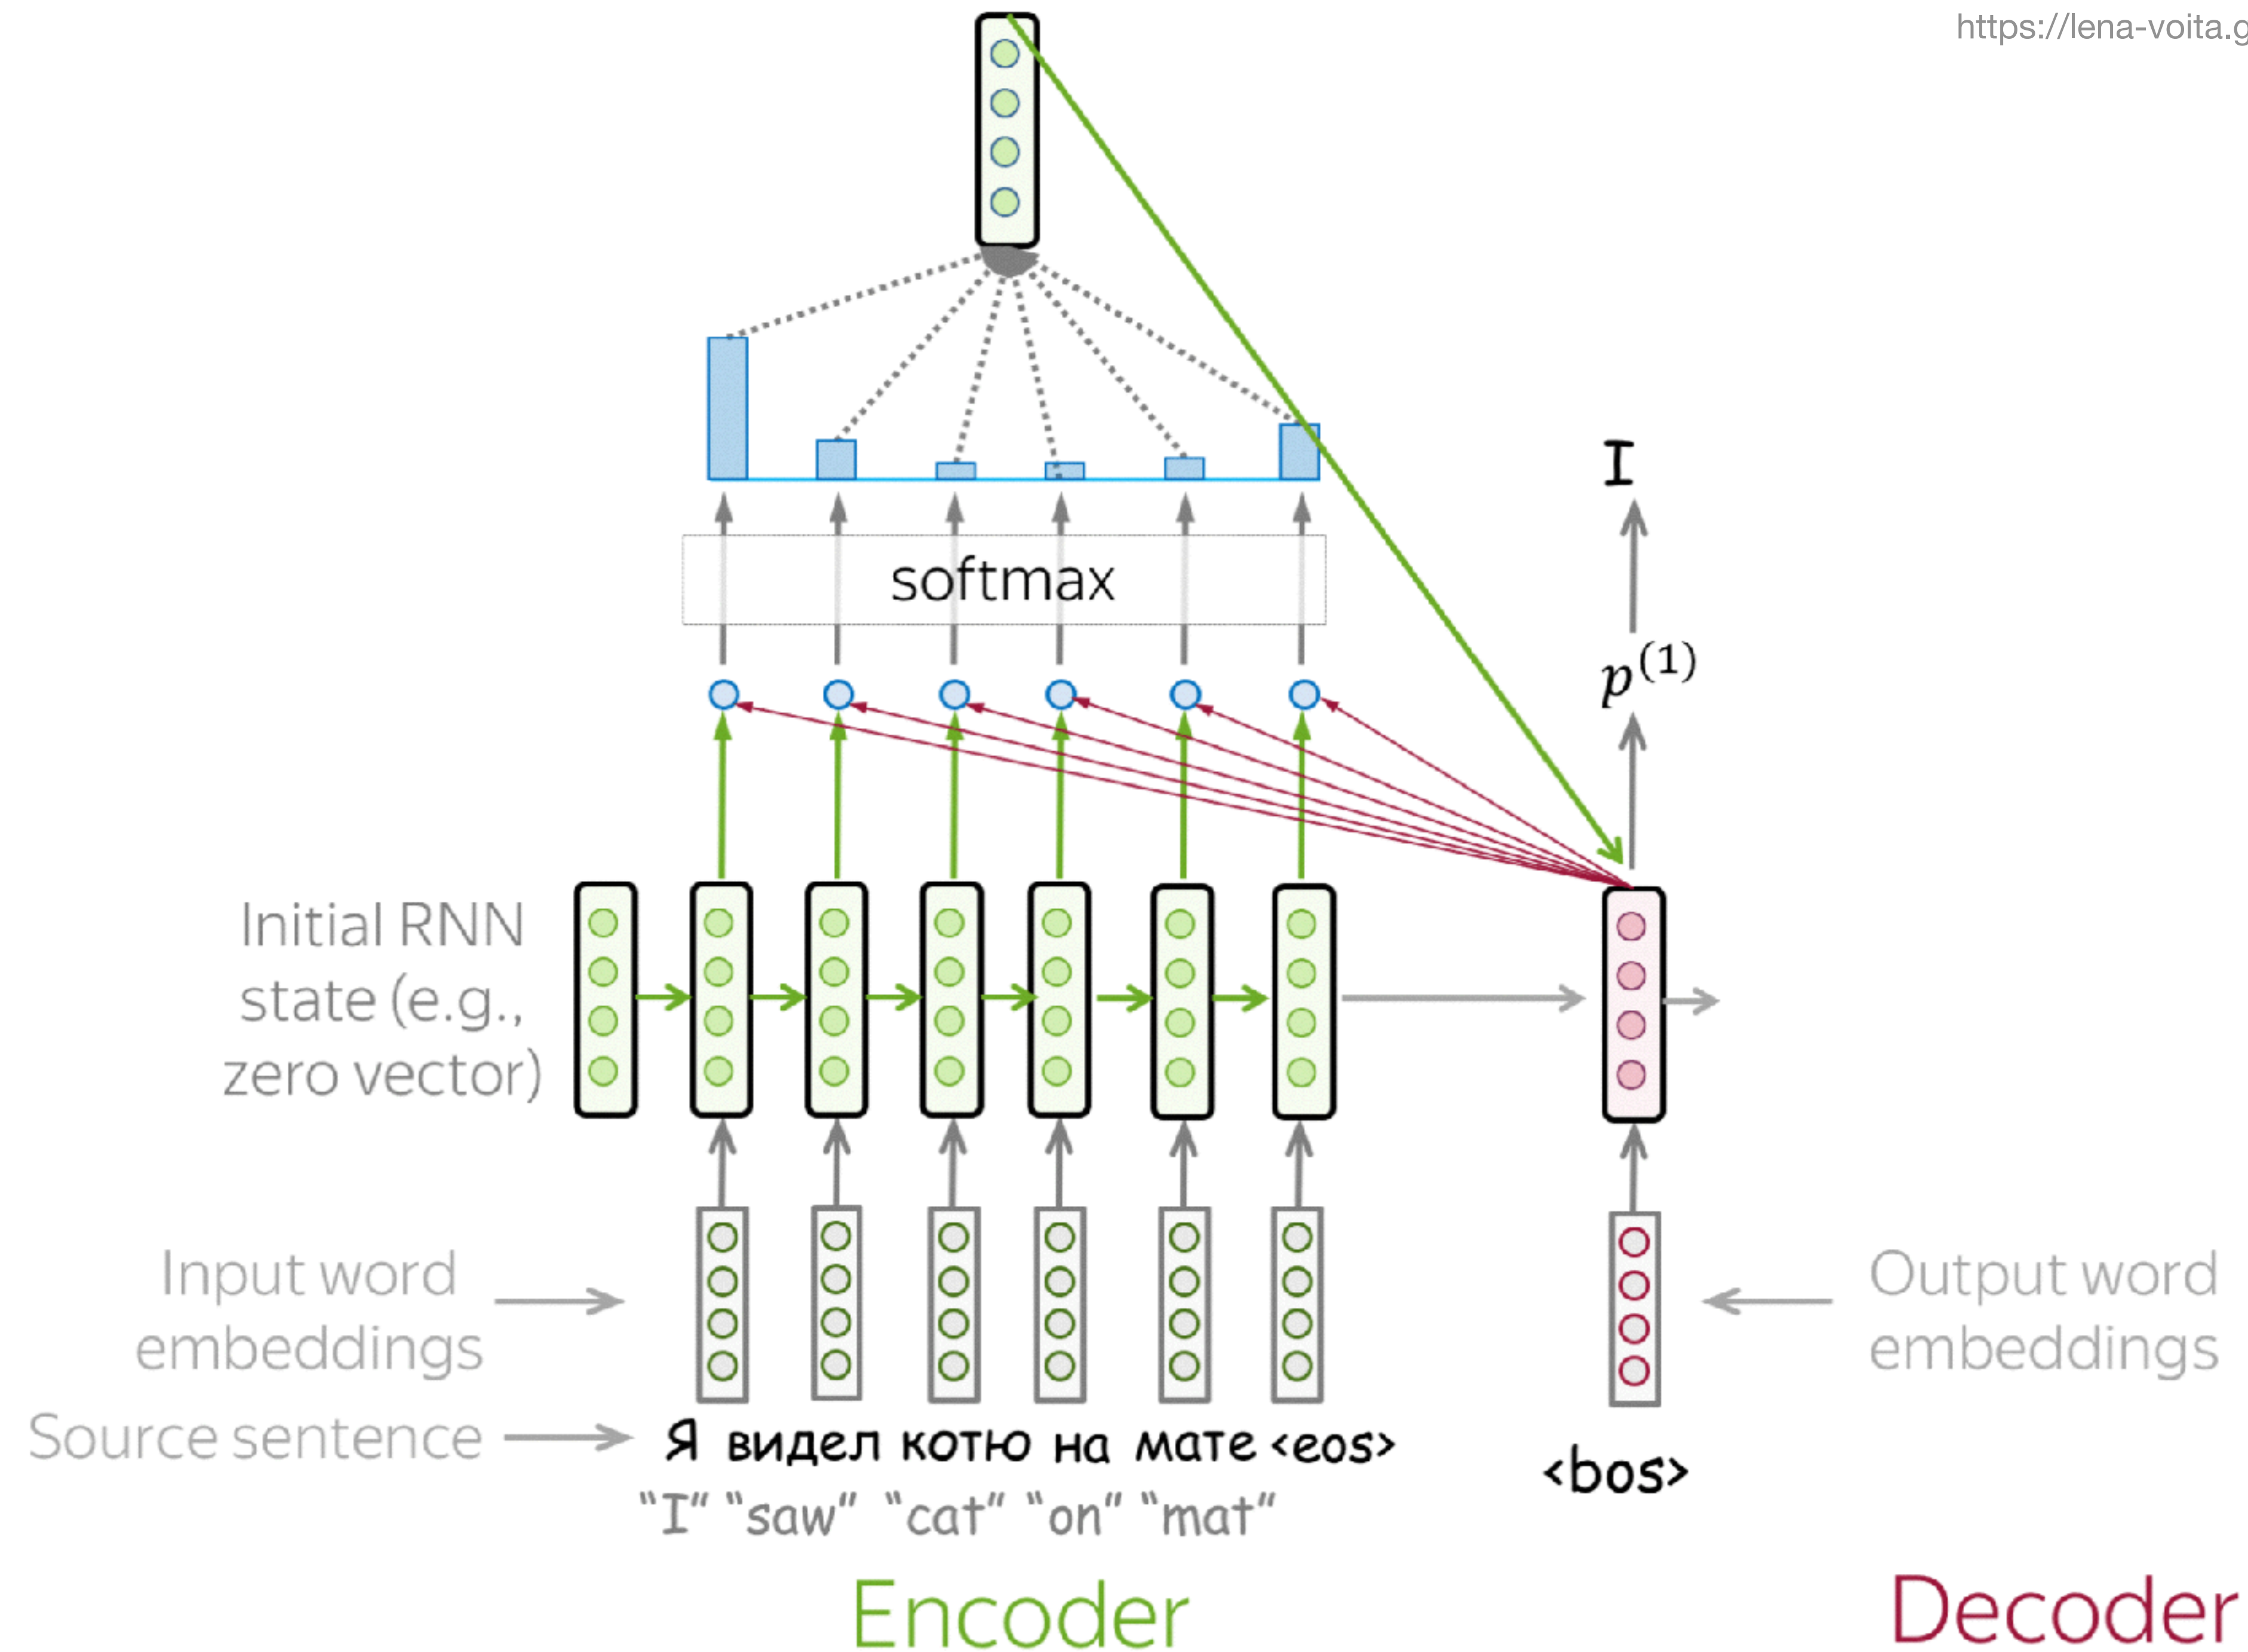 https://lena-voita.g
softmax
I
p(1)
Initial RNN
state (e.g.,
zero vector)
Input word
embeddings
Output word
embeddings
Source sentence
Я видел котю на мате <eos>
"I" "saw" "cat" "on" "mat"
<bos>
Encoder
Decoder